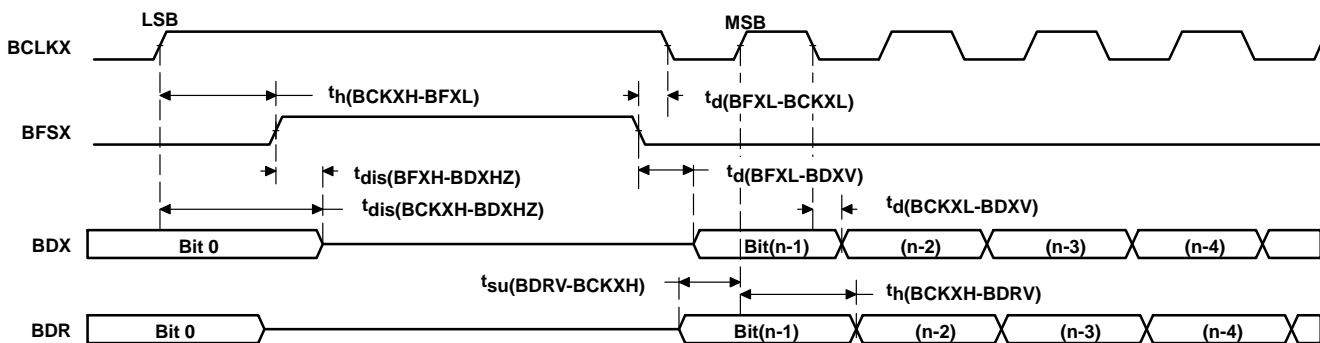 LSB
MSB
BCLKX
th(BCKXH-BFXL)
td(BFXL-BCKXL)
BFSX
tdis(BFXH-BDXHZ)
td(BFXL-BDXV)
tdis(BCKXH-BDXHZ)
td(BCKXL-BDXV)
BDX
Bit 0
Bit(n-1)
(n-2)
(n-3)
(n-4)
tsu(BDRV-BCKXH)
th(BCKXH-BDRV)
BDR
Bit 0
Bit(n-1)
(n-2)
(n-3)
(n-4)